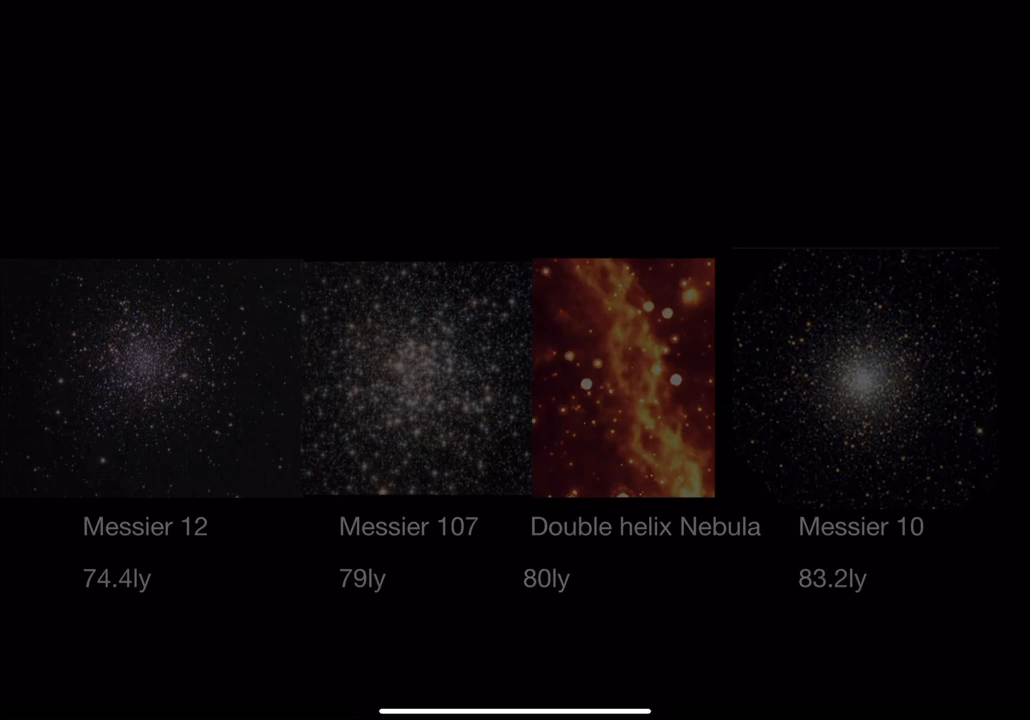 Messier 12
Messier 107
Double helix Nebula
Messier 10
74.4ly
79ly
80ly
83.2ly